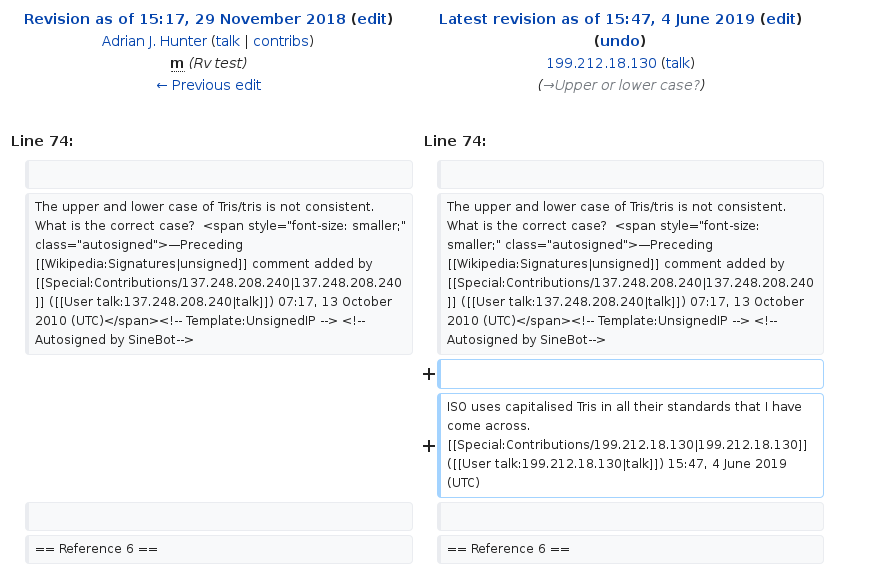 Revision as of 15:17, 29 November 2018 (edit)
Adrian J. Hunter (talk | contribs)
m (Rv test)
← Previous edit
Latest revision as of 15:47, 4 June 2019 (edit)
(undo)
199.212.18.130 (talk)
(→Upper or lower case?)
Line 74:
Line 74:
The upper and lower case of Tris/tris is not consistent.
What is the correct case?  <span style="font-size: smaller;"
class="autosigned">—Preceding
[[Wikipedia:Signatures|unsigned]] comment added by
[[Special:Contributions/137.248.208.240|137.248.208.240
]] ([[User talk:137.248.208.240|talk]]) 07:17, 13 October
2010 (UTC)</span><!-- Template:UnsignedIP --> <!--
Autosigned by SineBot-->
The upper and lower case of Tris/tris is not consistent.
What is the correct case?  <span style="font-size:
smaller;" class="autosigned">—Preceding
[[Wikipedia:Signatures|unsigned]] comment added by
[[Special:Contributions/137.248.208.240|137.248.208.240
]] ([[User talk:137.248.208.240|talk]]) 07:17, 13 October
2010 (UTC)</span><!-- Template:UnsignedIP --> <!--
Autosigned by SineBot-->
+
+
ISO uses capitalised Tris in all their standards that I have
come across.
[[Special:Contributions/199.212.18.130|199.212.18.130]]
([[User talk:199.212.18.130|talk]]) 15:47, 4 June 2019
(UTC)
== Reference 6 ==
== Reference 6 ==